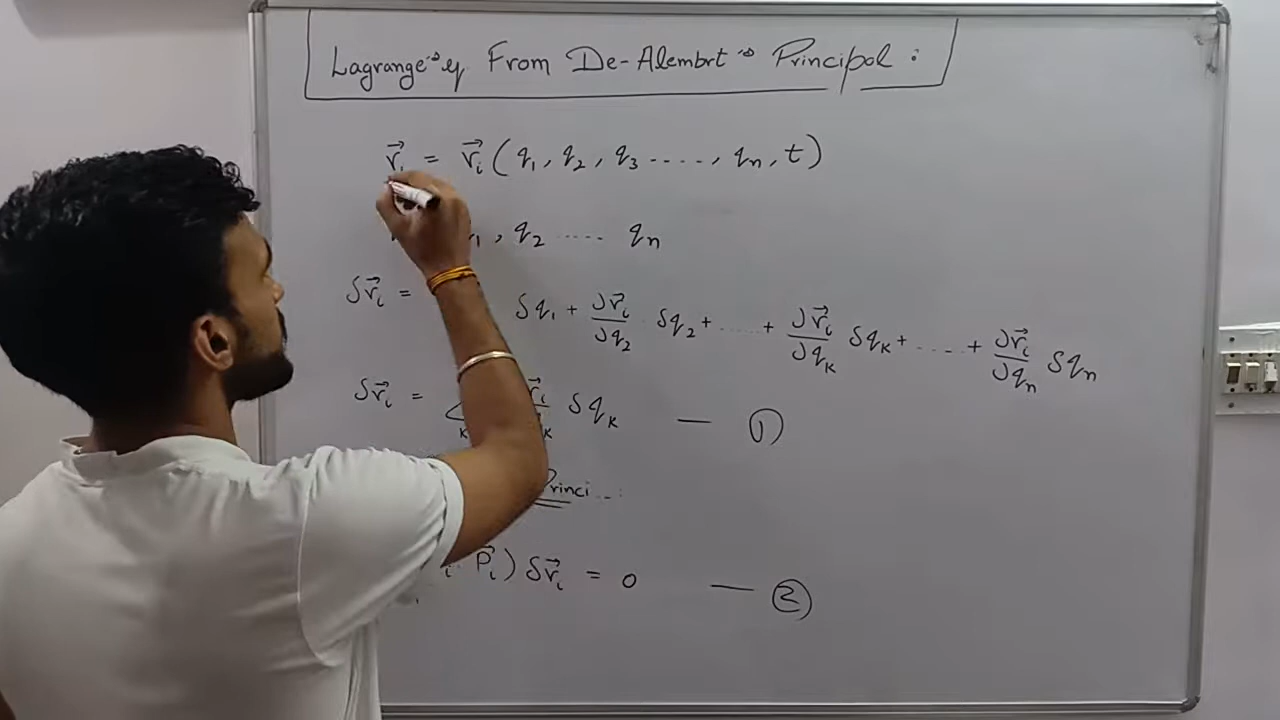 Lagrange's eq From De-Alembrt's Principal :
r⃗ᵢ = r⃗ᵢ ( q₁ , q₂ , q₃ ----- , qₙ , t )
₁ , q₂ ..... qₙ
δr⃗ᵢ = δq₁ + ∂r⃗ᵢ/∂q₂ δq₂ + ..... + ∂r⃗ᵢ/∂qₖ δqₖ + .... + ∂r⃗ᵢ/∂qₙ δqₙ
δr⃗ᵢ = δqₖ — ①
Princi...:
P⃗ᵢ ) δr⃗ᵢ = 0 — ②